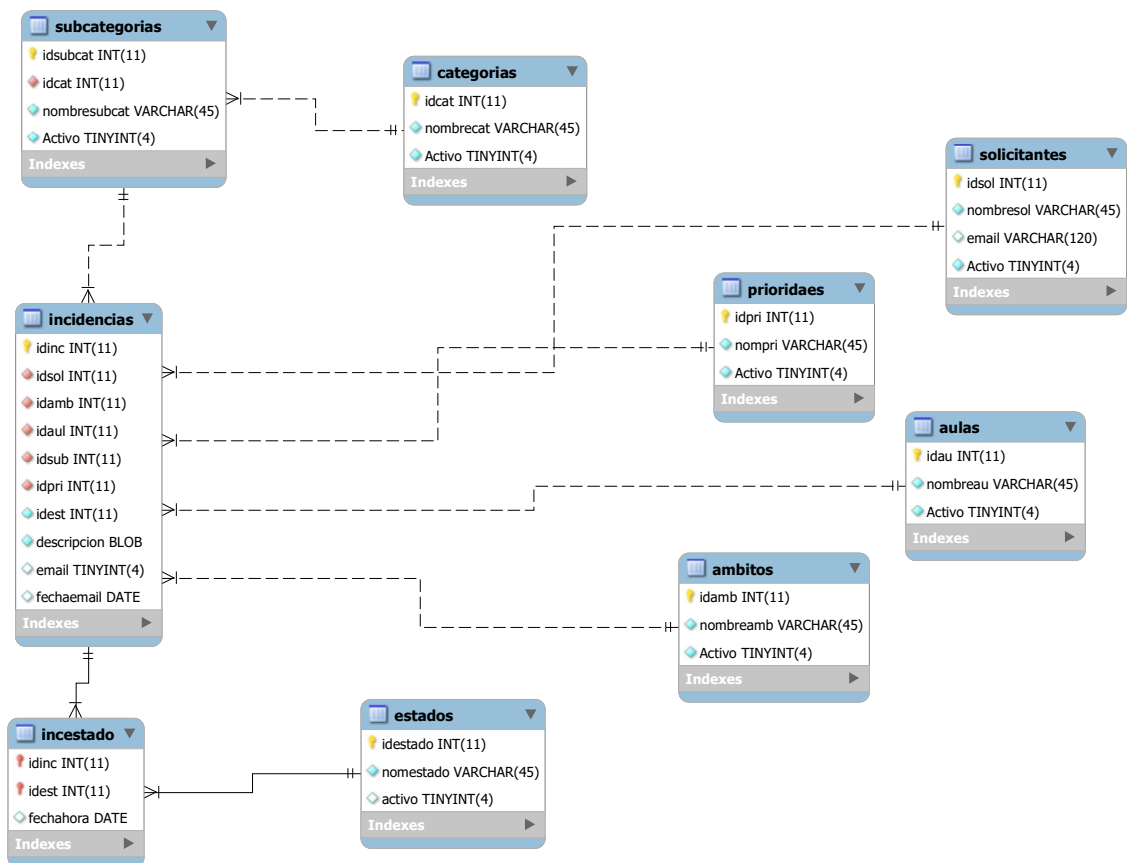 subcategorias
idsubcat INT(11)
idcat INT(11)
nombresubcat VARCHAR(45)
Activo TINYINT(4)
Indexes
categorias
idcat INT(11)
nombrecat VARCHAR(45)
Activo TINYINT(4)
Indexes
solicitantes
idsol INT(11)
nombresol VARCHAR(45)
email VARCHAR(120)
Activo TINYINT(4)
Indexes
prioridaes
idpri INT(11)
nompri VARCHAR(45)
Activo TINYINT(4)
Indexes
incidencias
idinc INT(11)
idsol INT(11)
idamb INT(11)
idaul INT(11)
idsub INT(11)
idpri INT(11)
idest INT(11)
descripcion BLOB
email TINYINT(4)
fechaemail DATE
Indexes
aulas
idau INT(11)
nombreau VARCHAR(45)
Activo TINYINT(4)
Indexes
ambitos
idamb INT(11)
nombreamb VARCHAR(45)
Activo TINYINT(4)
Indexes
incestado
idinc INT(11)
idest INT(11)
fechahora DATE
Indexes
estados
idestado INT(11)
nomestado VARCHAR(45)
activo TINYINT(4)
Indexes